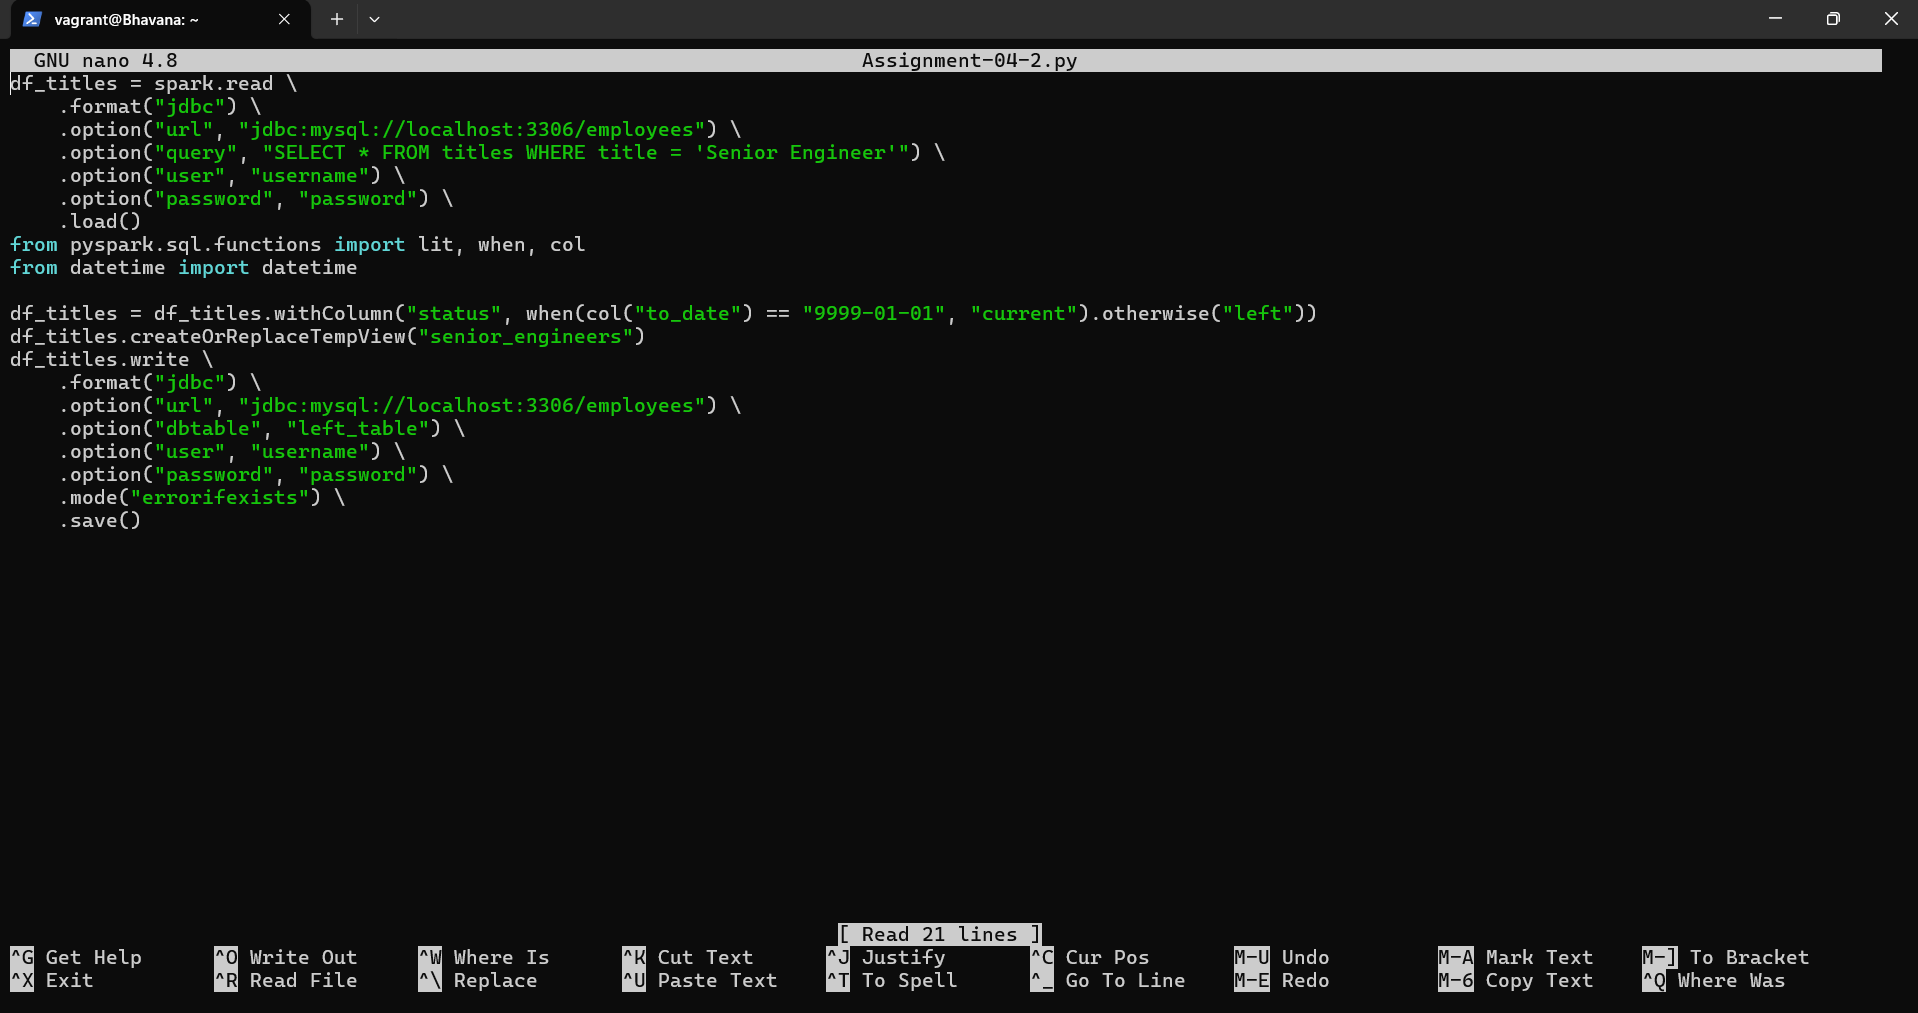 vagrant@Bhavana: ~
GNU nano 4.8 Assignment-04-2.py
df_titles = spark.read \
    .format("jdbc") \
    .option("url", "jdbc:mysql://localhost:3306/employees") \
    .option("query", "SELECT * FROM titles WHERE title = 'Senior Engineer'") \
    .option("user", "username") \
    .option("password", "password") \
    .load()
from pyspark.sql.functions import lit, when, col
from datetime import datetime

df_titles = df_titles.withColumn("status", when(col("to_date") == "9999-01-01", "current").otherwise("left"))
df_titles.createOrReplaceTempView("senior_engineers")
df_titles.write \
    .format("jdbc") \
    .option("url", "jdbc:mysql://localhost:3306/employees") \
    .option("dbtable", "left_table") \
    .option("user", "username") \
    .option("password", "password") \
    .mode("errorifexists") \
    .save()
[ Read 21 lines ]
^G Get Help ^O Write Out ^W Where Is ^K Cut Text ^J Justify ^C Cur Pos M-U Undo M-A Mark Text M-] To Bracket
^X Exit ^R Read File ^\ Replace ^U Paste Text ^T To Spell ^_ Go To Line M-E Redo M-6 Copy Text ^Q Where Was